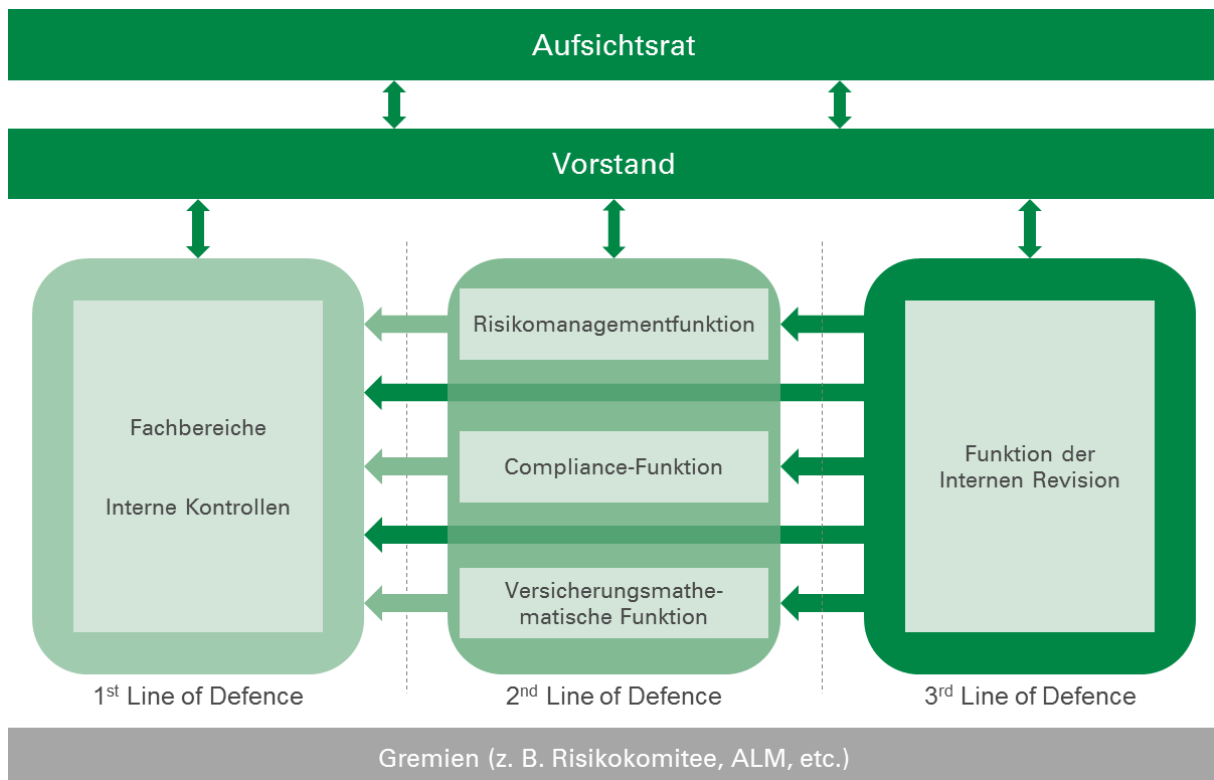 Aufsichtsrat
Vorstand
Fachbereiche
Interne Kontrollen
Risikomanagementfunktion
Compliance-Funktion
Versicherungsmathe-
matische Funktion
Funktion der
Internen Revision
1st Line of Defence
2nd Line of Defence
3rd Line of Defence
Gremien (z. B. Risikokomitee, ALM, etc.)